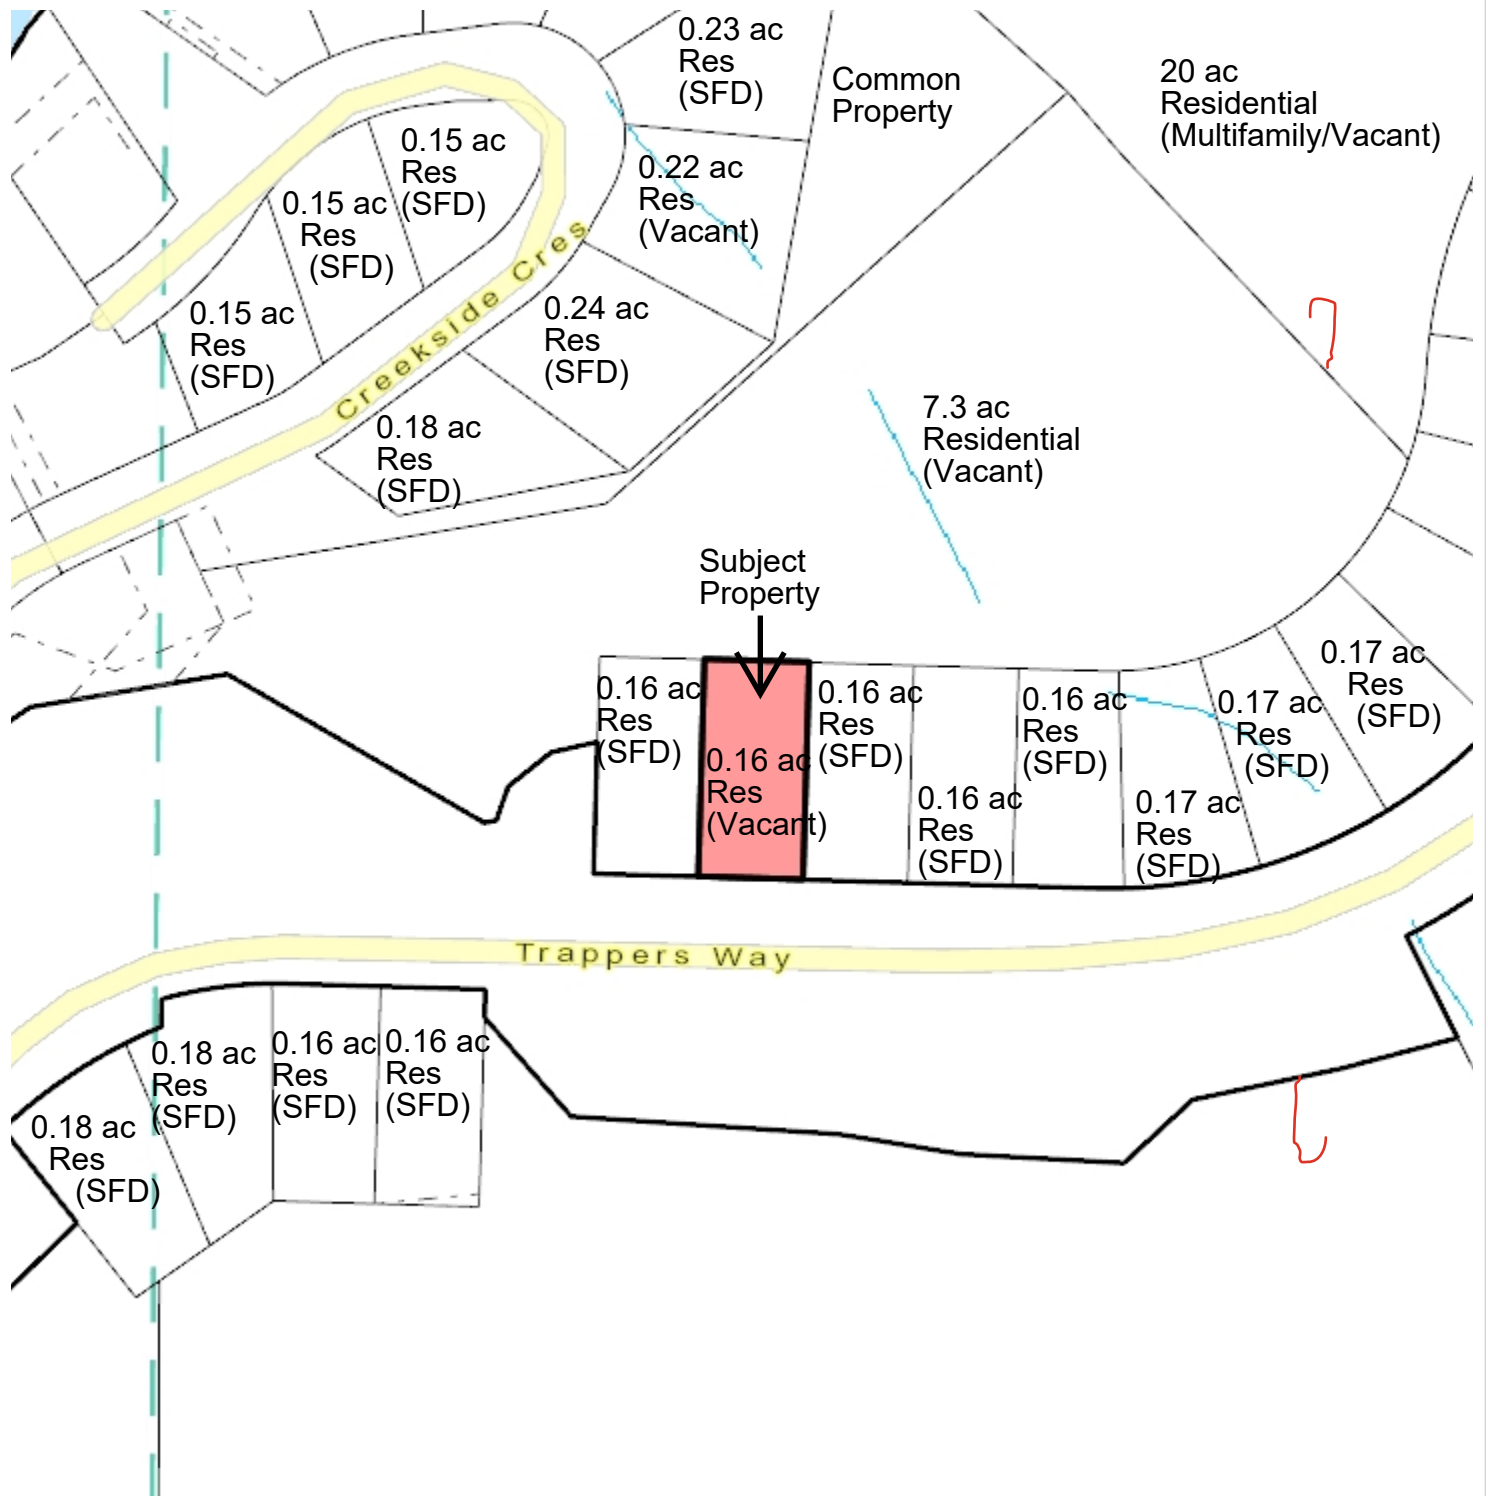 0.23 ac
Res
(SFD)
Common
Property
20 ac
Residential
(Multifamily/Vacant)
0.15 ac
Res
(SFD)
0.22 ac
Res
(Vacant)
0.15 ac
Res
(SFD)
0.15 ac
Res
(SFD)
Creekside Cres
0.24 ac
Res
(SFD)
0.18 ac
Res
(SFD)
7.3 ac
Residential
(Vacant)
Subject
Property
0.16 ac
Res
(SFD)
0.16 ac
Res
(Vacant)
0.16 ac
Res
(SFD)
0.16 ac
Res
(SFD)
0.16 ac
Res
(SFD)
0.17 ac
Res
(SFD)
0.17 ac
Res
(SFD)
0.17 ac
Res
(SFD)
Trappers Way
0.18 ac
Res
(SFD)
0.18 ac
Res
(SFD)
0.16 ac
Res
(SFD)
0.16 ac
Res
(SFD)